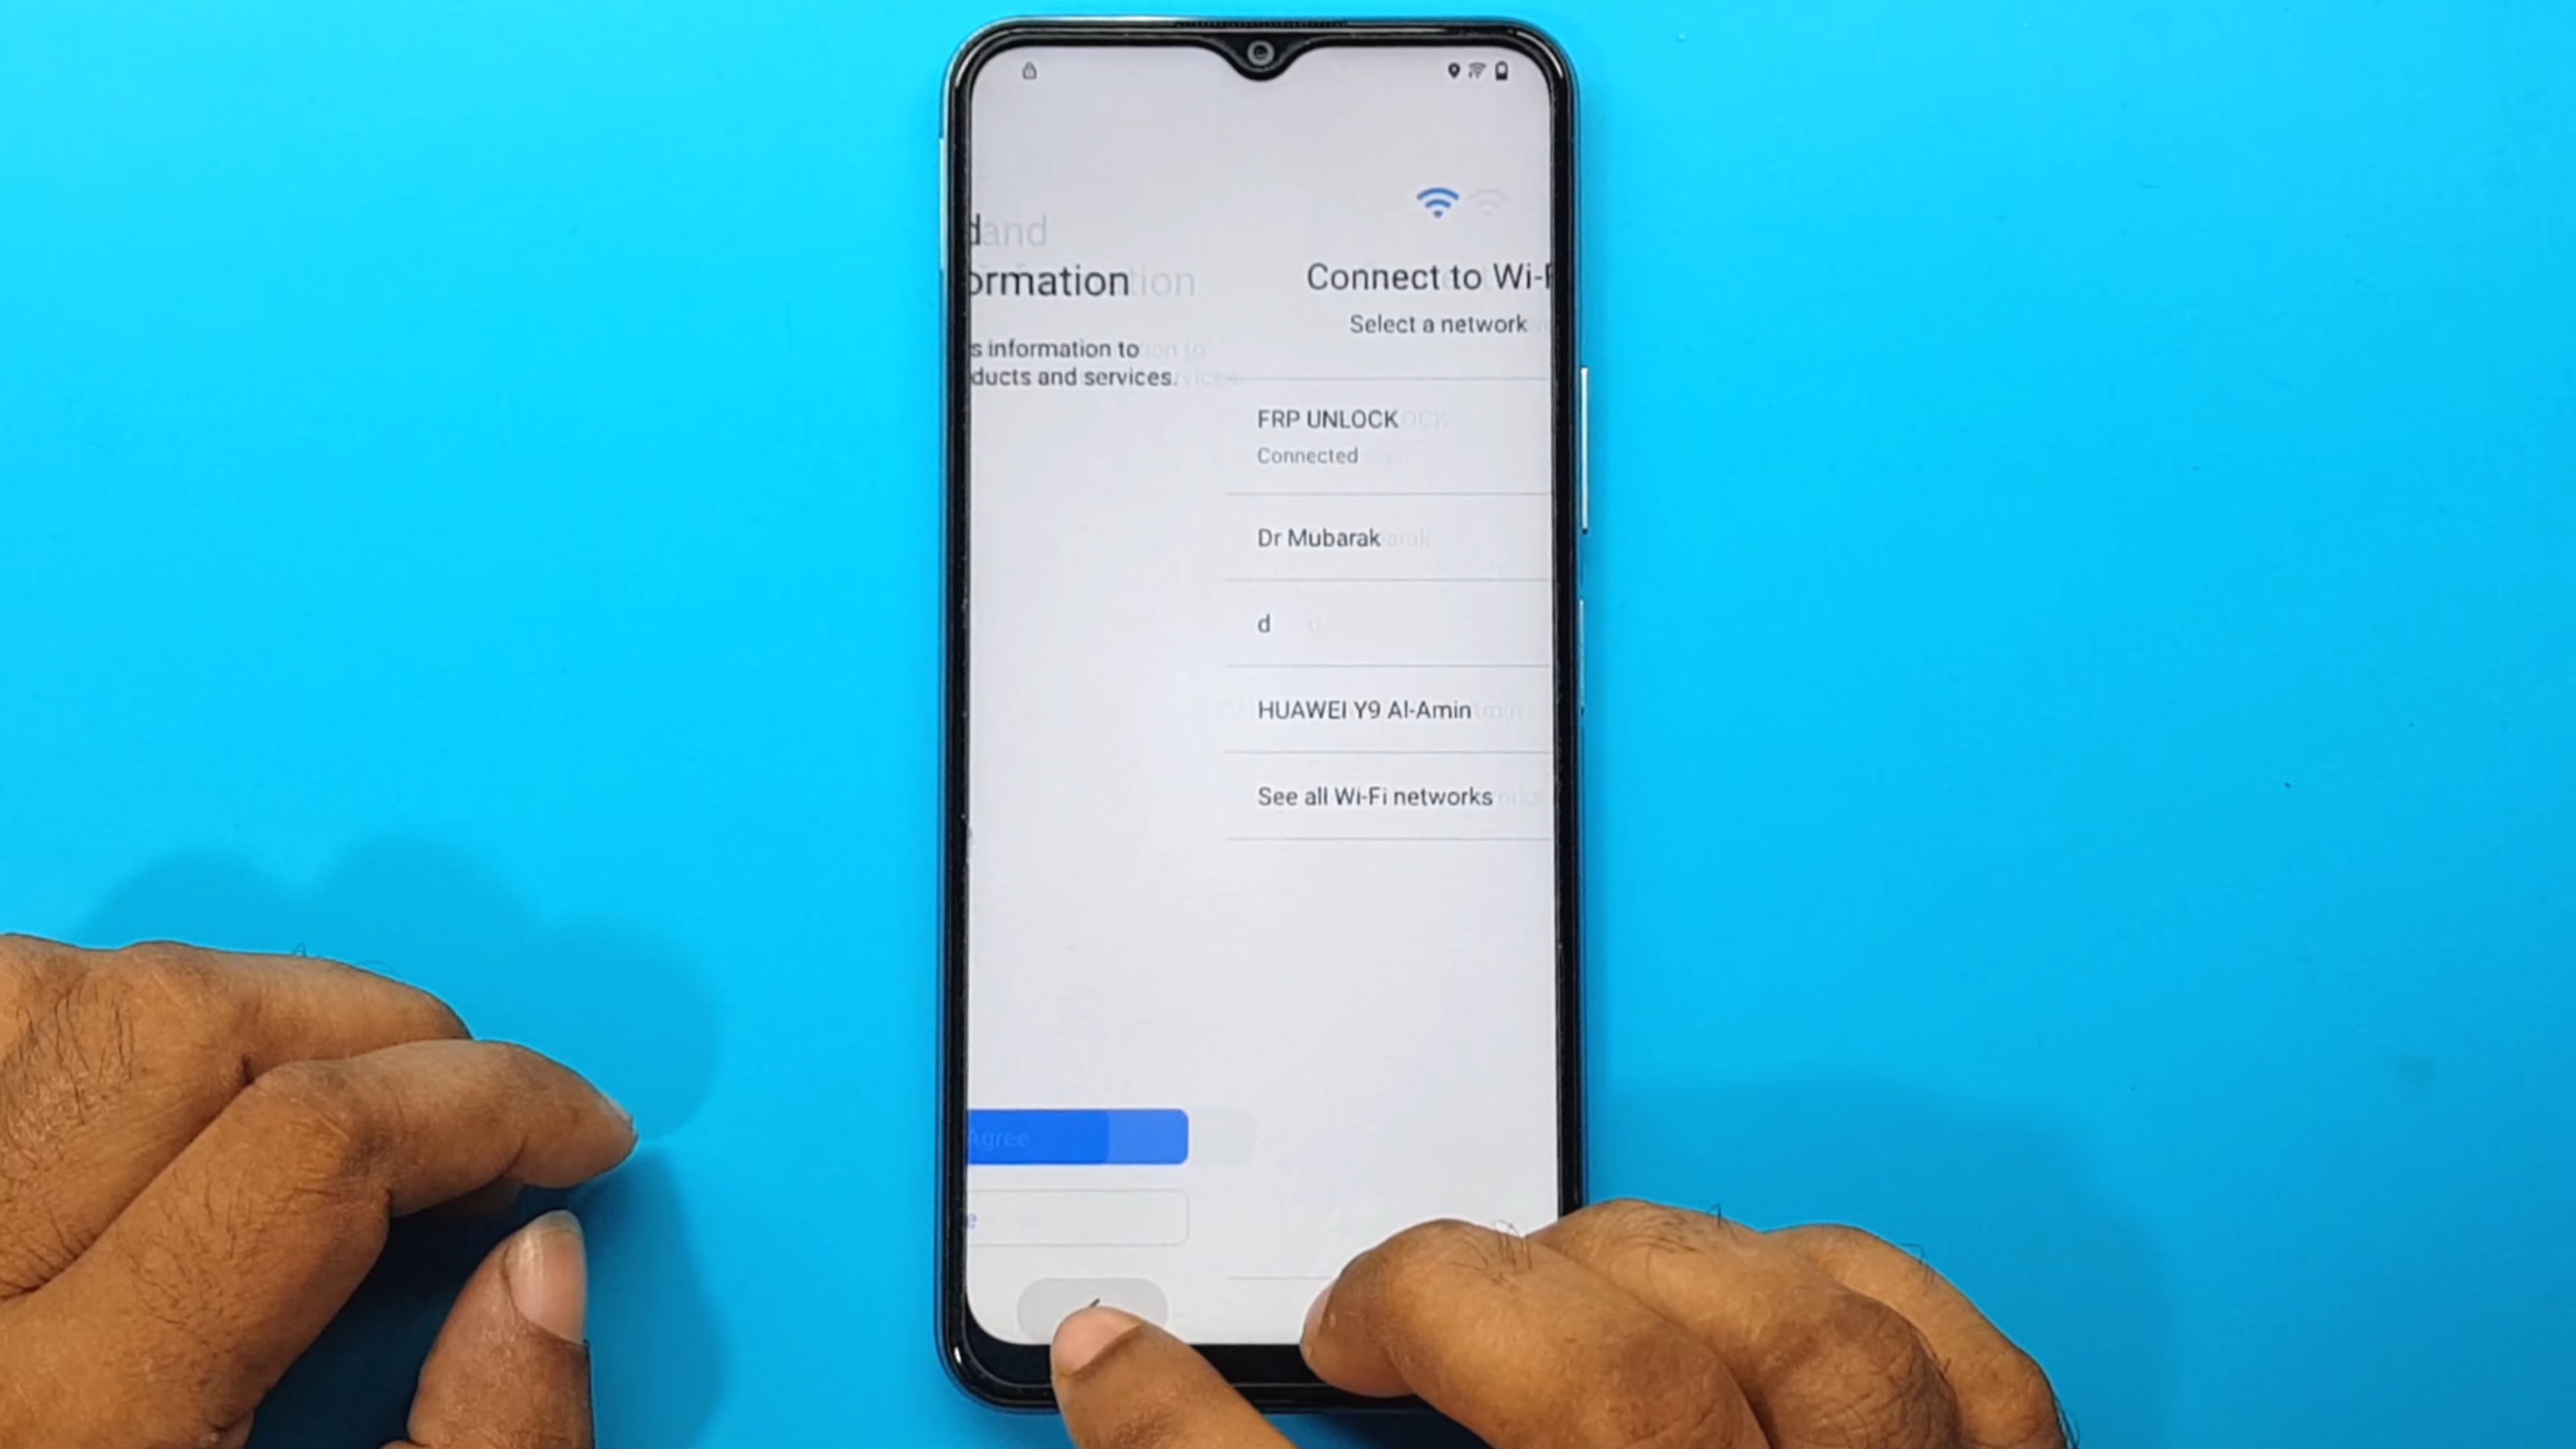 d
ormation
s information to
ducts and services.
Agree
e
Connect to Wi-F
Select a network
FRP UNLOCK
Connected
Dr Mubarak
d
HUAWEI Y9 Al-Amin
See all Wi-Fi networks